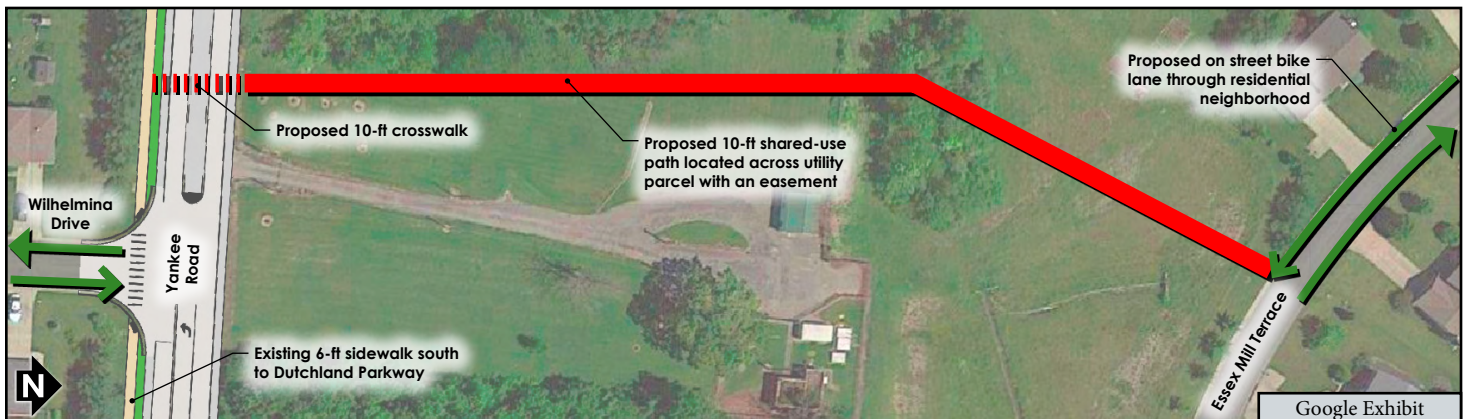 Proposed on street bike
lane through residential
neighborhood
Proposed 10-ft crosswalk
Proposed 10-ft shared-use
path located across utility
parcel with an easement
Wilhelmina
Drive
Yankee
Road
Existing 6-ft sidewalk south
to Dutchland Parkway
Essex Mill Terrace
N
Google Exhibit